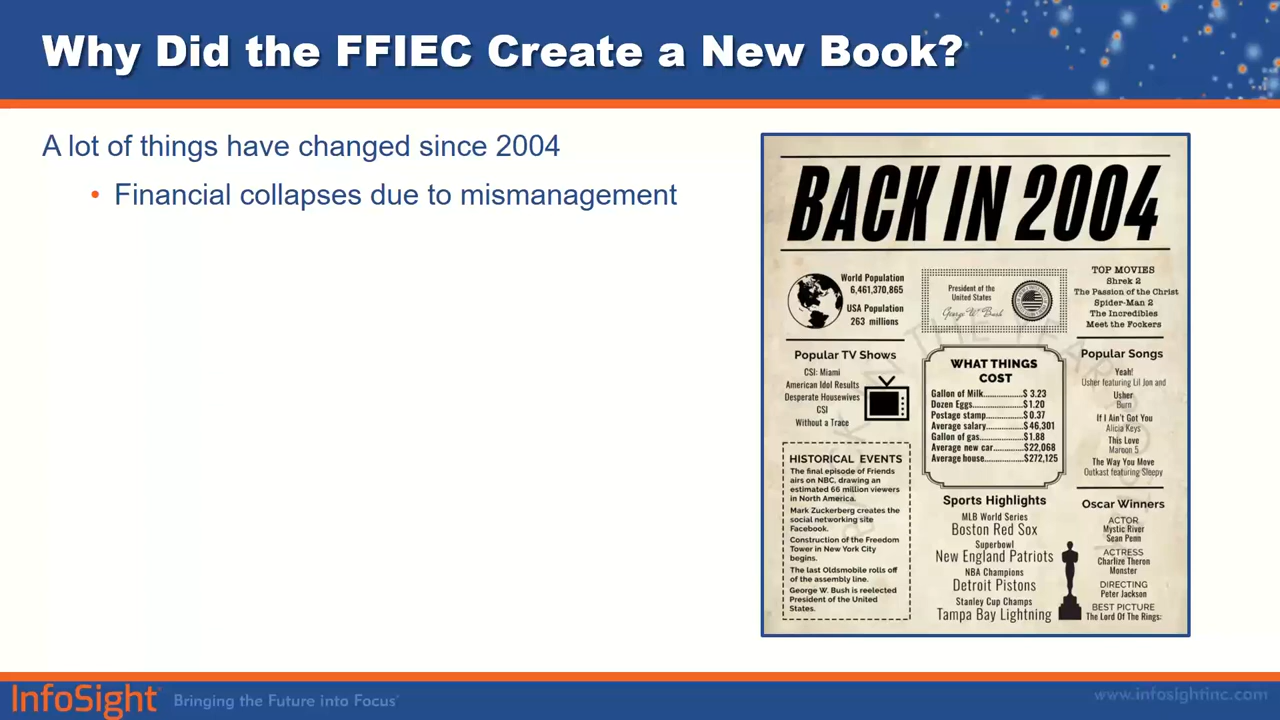 Why Did the FFIEC Create a New Book?
A lot of things have changed since 2004
• Financial collapses due to mismanagement
BACK IN 2004
World Population
6,461,370,865
USA Population
263 millions
President of the
United States
George W Bush
TOP MOVIES
Shrek 2
The Passion of the Christ
Spider-Man 2
The Incredibles
Meet the Fockers
Popular TV Shows
CSI: Miami
American Idol Results
Desperate Housewives
CSI
Without a Trace
WHAT THINGS
COST
Gallon of Milk..............$ 3.23
Dozen Eggs...................$1.20
Postage stamp.............$0.37
Average salary............$46,301
Gallon of gas................$1.88
Average new car..........$22,068
Average house.............$272,125
Popular Songs
Yeah!
Usher featuring Lil Jon and
Usher
Burn
If I Ain't Got You
Alicia Keys
This Love
Maroon 5
The Way You Move
Outkast featuring Sleepy
HISTORICAL EVENTS
The final episode of Friends
airs on NBC, drawing an
estimated 66 million viewers
in North America.
Mark Zuckerberg creates the
social networking site
Facebook.
Construction of the Freedom
Tower in New York City
begins.
The last Oldsmobile rolls off
of the assembly line.
George W. Bush is reelected
President of the United
States.
Sports Highlights
MLB World Series
Boston Red Sox
Superbowl
New England Patriots
NBA Champions
Detroit Pistons
Stanley Cup Champs
Tampa Bay Lightning
Oscar Winners
ACTOR
Mystic River
Sean Penn
ACTRESS
Charlize Theron
Monster
DIRECTING
Peter Jackson
BEST PICTURE
The Lord Of The Rings:
InfoSight Bringing the Future into Focus
www.infosightinc.com